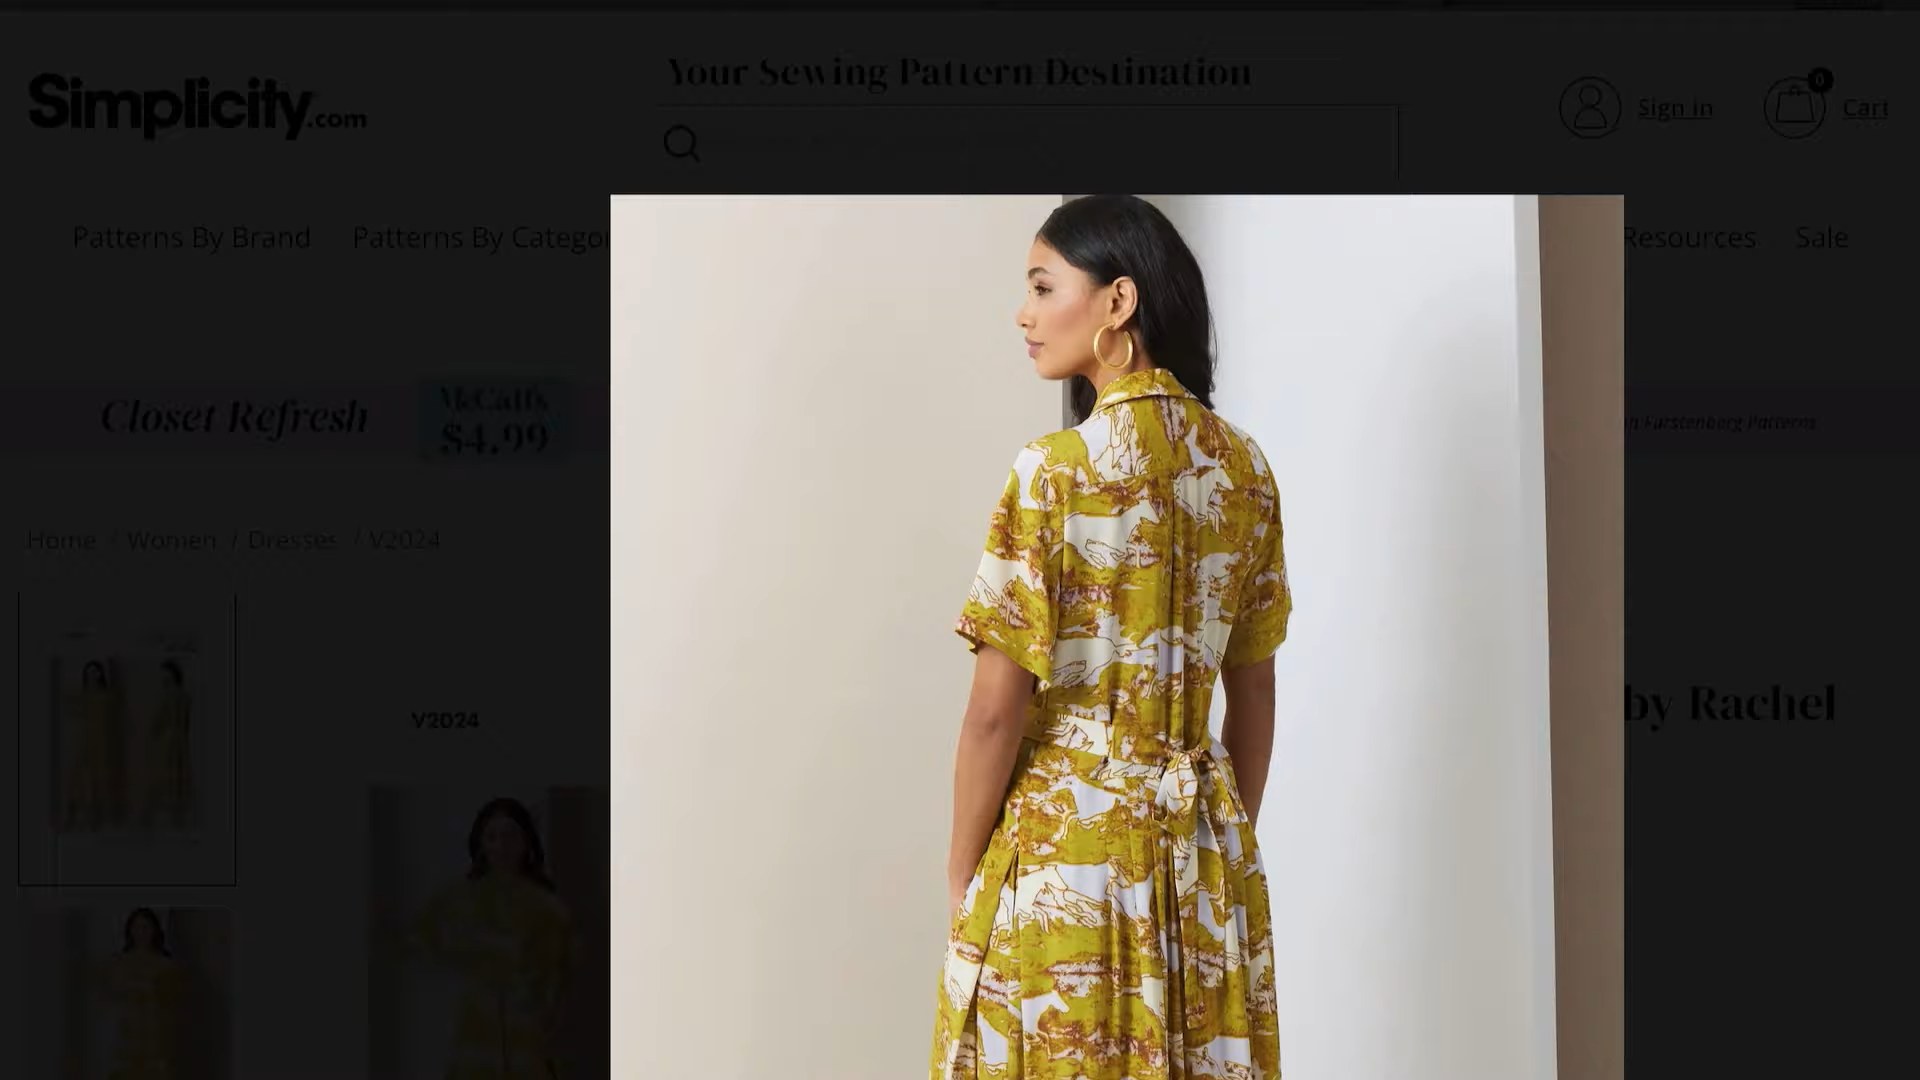 Your Sewing Pattern Destination
Simplicity.com
0
Sign in
Cart
Patterns By Brand
Patterns By Categor
Resources
Sale
Closet Refresh
McCall's
$4.99
n Furstenberg Patterns
Home / Women / Dresses / V2024
by Rachel
V2024